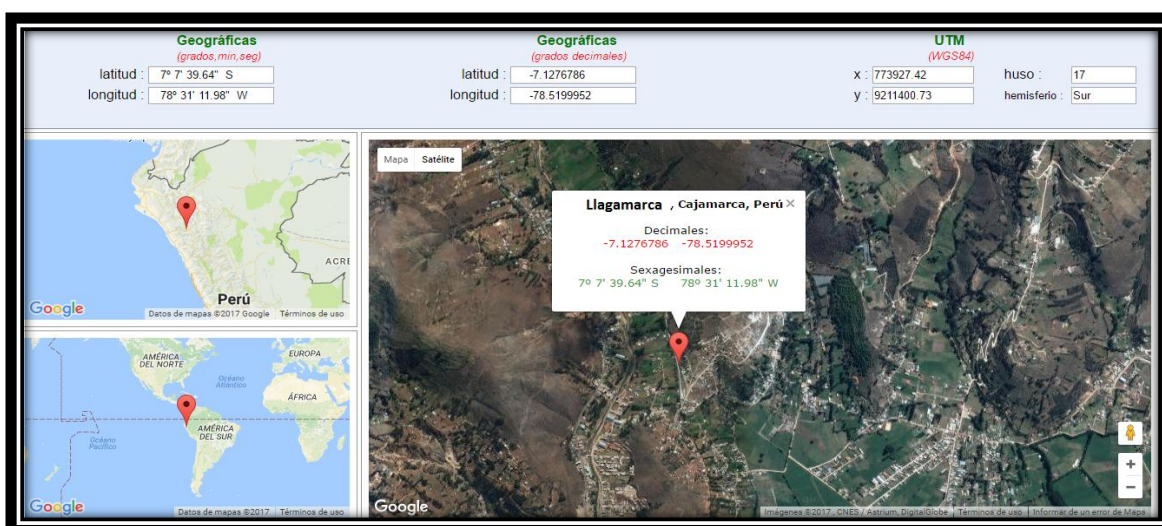 Geográficas
(grados,min,seg)
latitud : 7º 7' 39.64" S
longitud : 78º 31' 11.98" W
Geográficas
(grados decimales)
latitud : -7.1276786
longitud : -78.5199952
UTM
(WGS84)
x : 773927.42 huso : 17
y : 9211400.73 hemisferio : Sur
ACRE
Perú
Google Datos de mapas ©2017 Google Términos de uso
AMÉRICA
DEL NORTE
EUROPA
Océano
Atlántico
ÁFRICA
Océano
Pacífico
AMÉRICA
DEL SUR
Google Datos de mapas ©2017 Términos de uso
Mapa Satélite
Llagamarca , Cajamarca, Perú ×
Decimales:
-7.1276786 -78.5199952
Sexagesimales:
7º 7' 39.64" S 78º 31' 11.98" W
+
−
Google Imágenes ©2017 , CNES / Astrium, DigitalGlobe Términos de uso Informar de un error de Maps